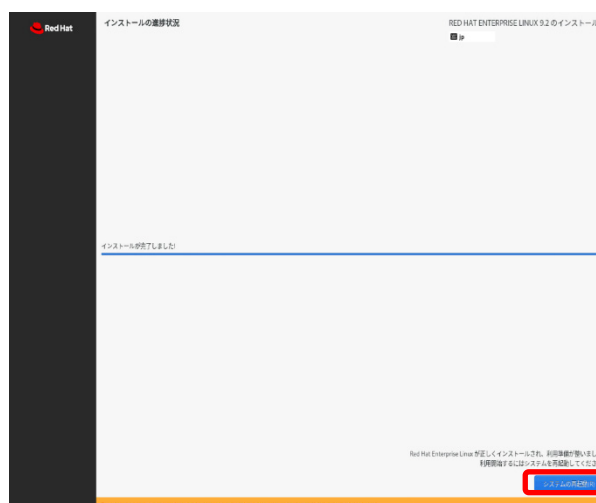 Red Hat
インストールの進捗状況
RED HAT ENTERPRISE LINUX 9.2 のインストール
jp
インストールが完了しました!
Red Hat Enterprise Linux が正しくインストールされ、利用準備が整いまし
利用開始するにはシステムを再起動してくださ
システムの再起動(R)